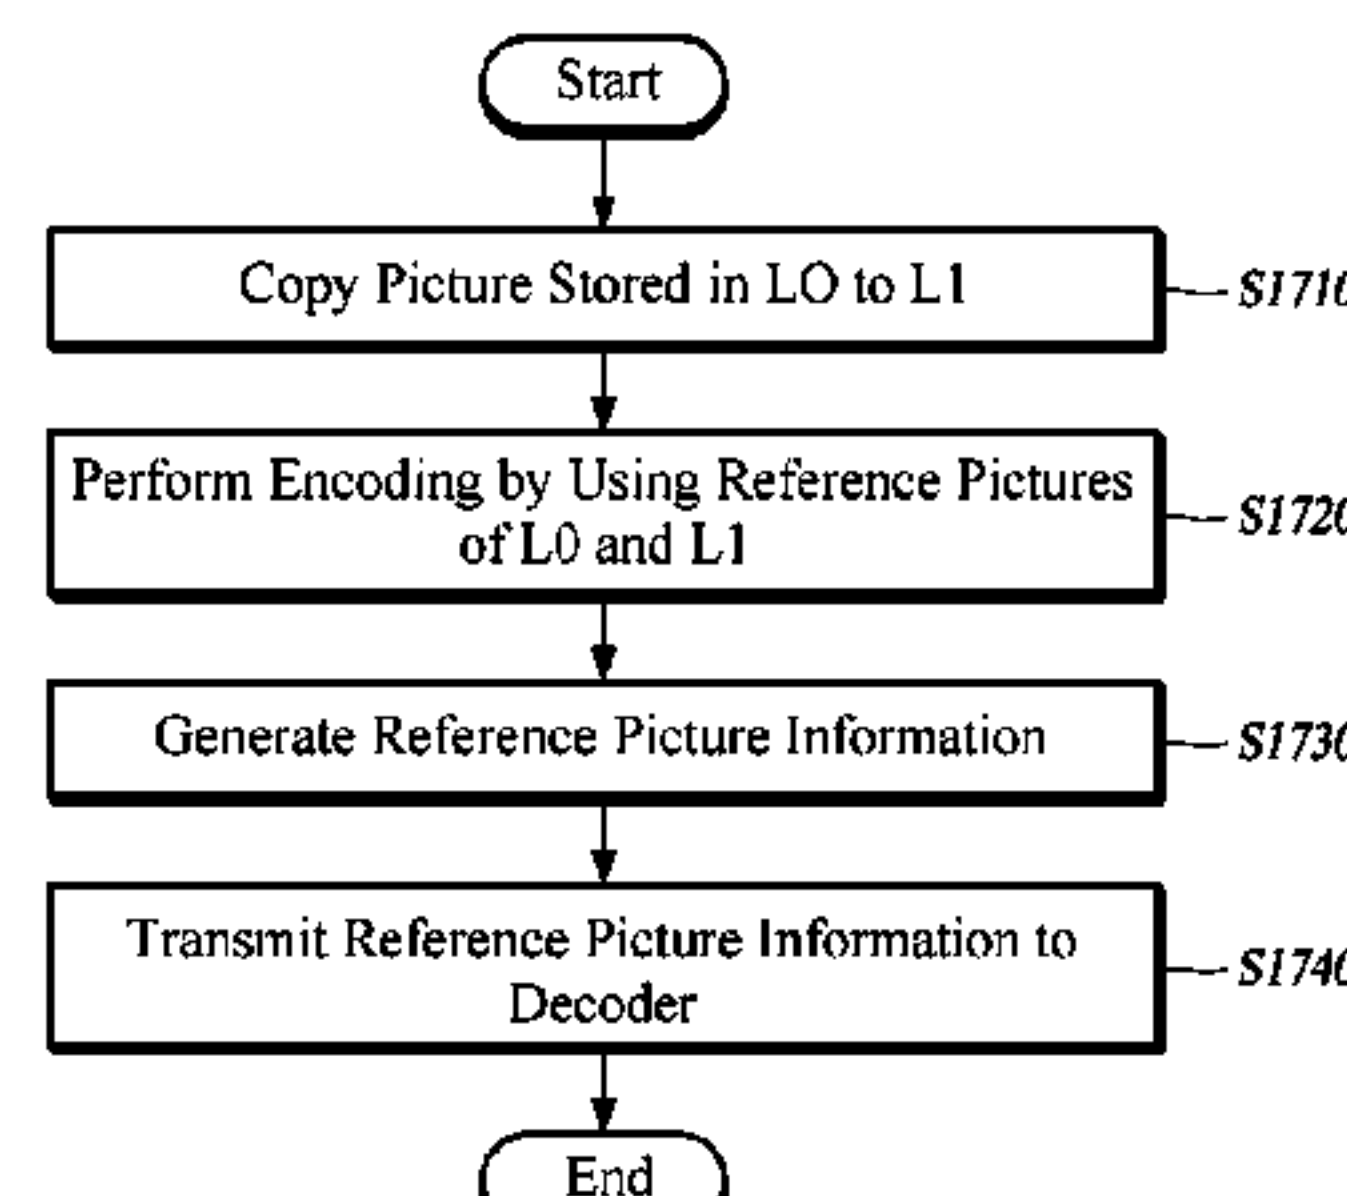 Start
Copy Picture Stored in LO to L1
S1710
Perform Encoding by Using Reference Pictures
of L0 and L1
S1720
Generate Reference Picture Information
S1730
Transmit Reference Picture Information to
Decoder
S1740
End